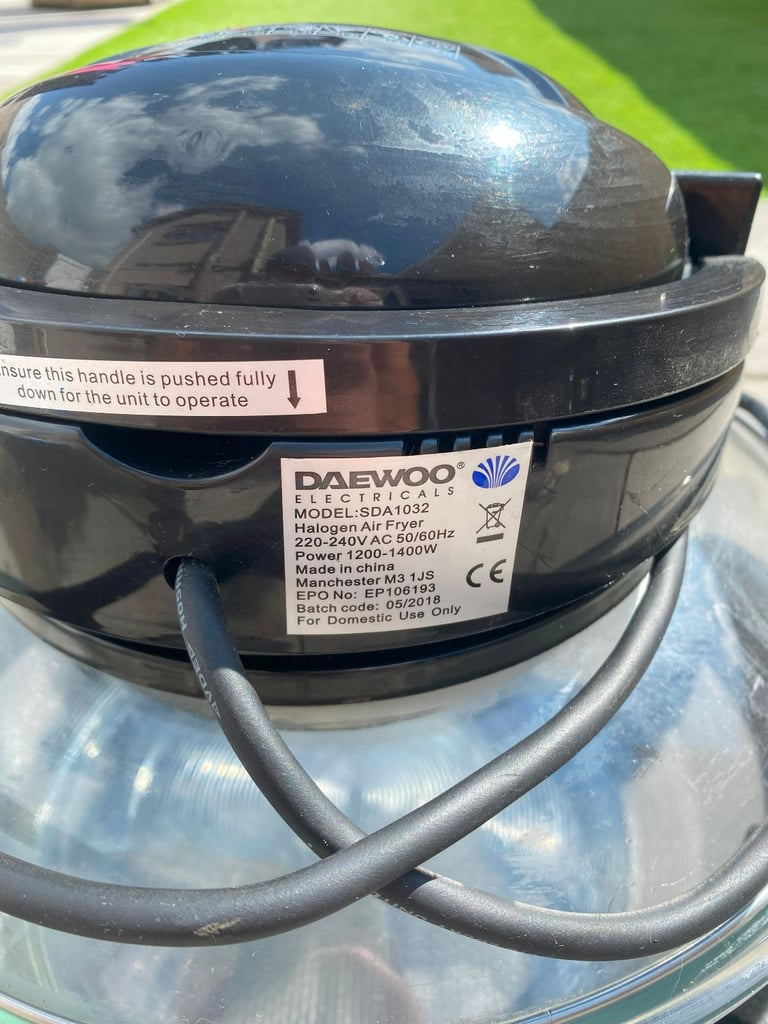 nsure this handle is pushed fully
down for the unit to operate
DAEWOO®
ELECTRICALS
MODEL:SDA1032
Halogen Air Fryer
220-240V AC 50/60Hz
Power 1200-1400W
Made in china
Manchester M3 1JS
EPO No: EP106193
Batch code: 05/2018
For Domestic Use Only
CE